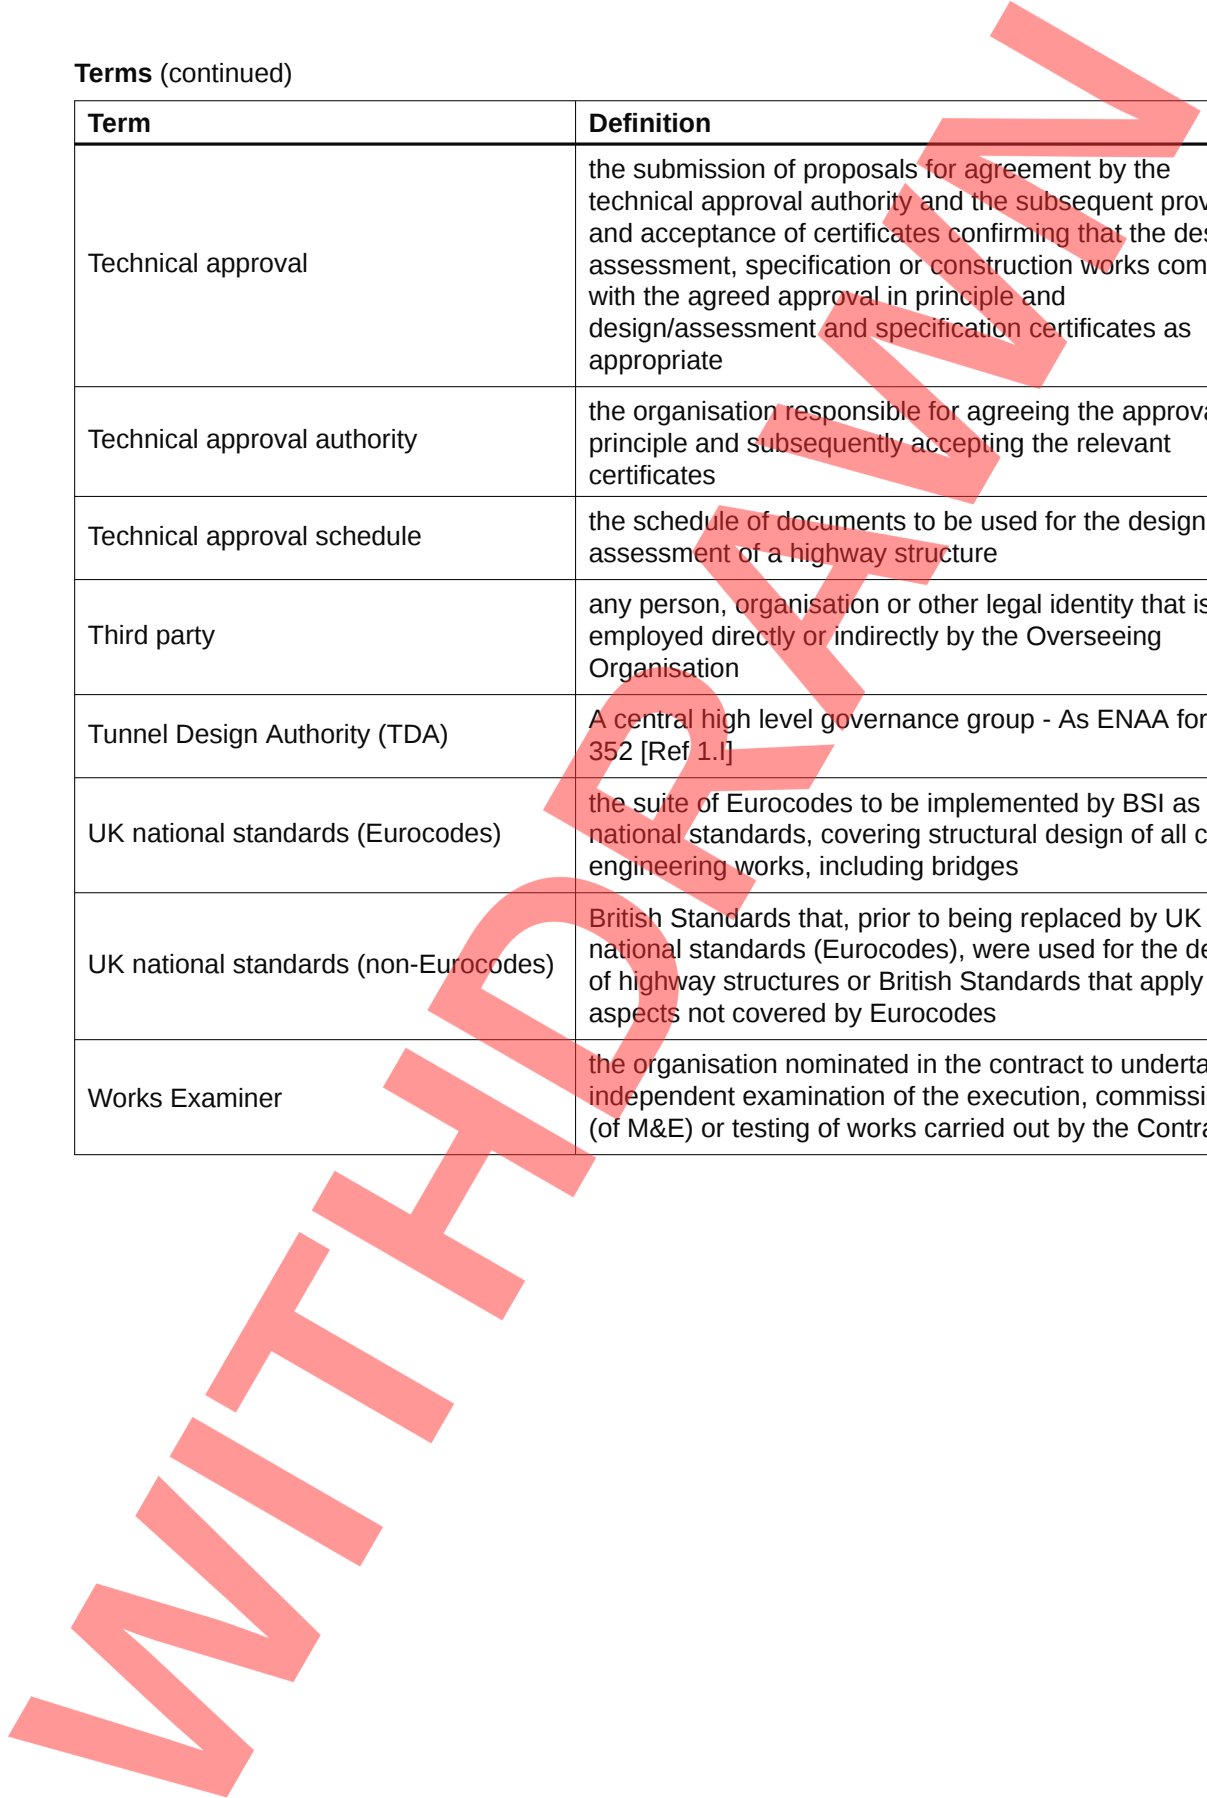 Terms (continued)
Term Definition
the submission of proposals for agreement by the
technical approval authority and the subsequent
and acceptance of certificates confirming that the
Technical approval
assessment, specification or construction works
with the agreed approval in principle and
design/assessment and specification certificates as
appropriate
the organisation responsible for agreeing the
Technical approval authority
principle and subsequently accepting the relevant
certificates
the schedule of documents to be used for the design
Technical approval schedule
assessment of a highway structure
any person, organisation or other legal identity that is
Third party
employed directly or indirectly by the Overseeing
Organisation
A central high level governance group - As ENAA for
Tunnel Design Authority (TDA)
352 [Ref 1.I]
the suite of Eurocodes to be implemented by BSI as
UK national standards (Eurocodes)
national standards, covering structural design of all
engineering works, including bridges
British Standards that, prior to being replaced by UK
national standards (Eurocodes), were used for the
UK national standards (non-Eurocodes)
of highway structures or British Standards that apply
aspects not covered by Eurocodes
the organisation nominated in the contract to
Works Examiner
independent examination of the execution,
(of M&E) or testing of works carried out by the
WITHDRAWN